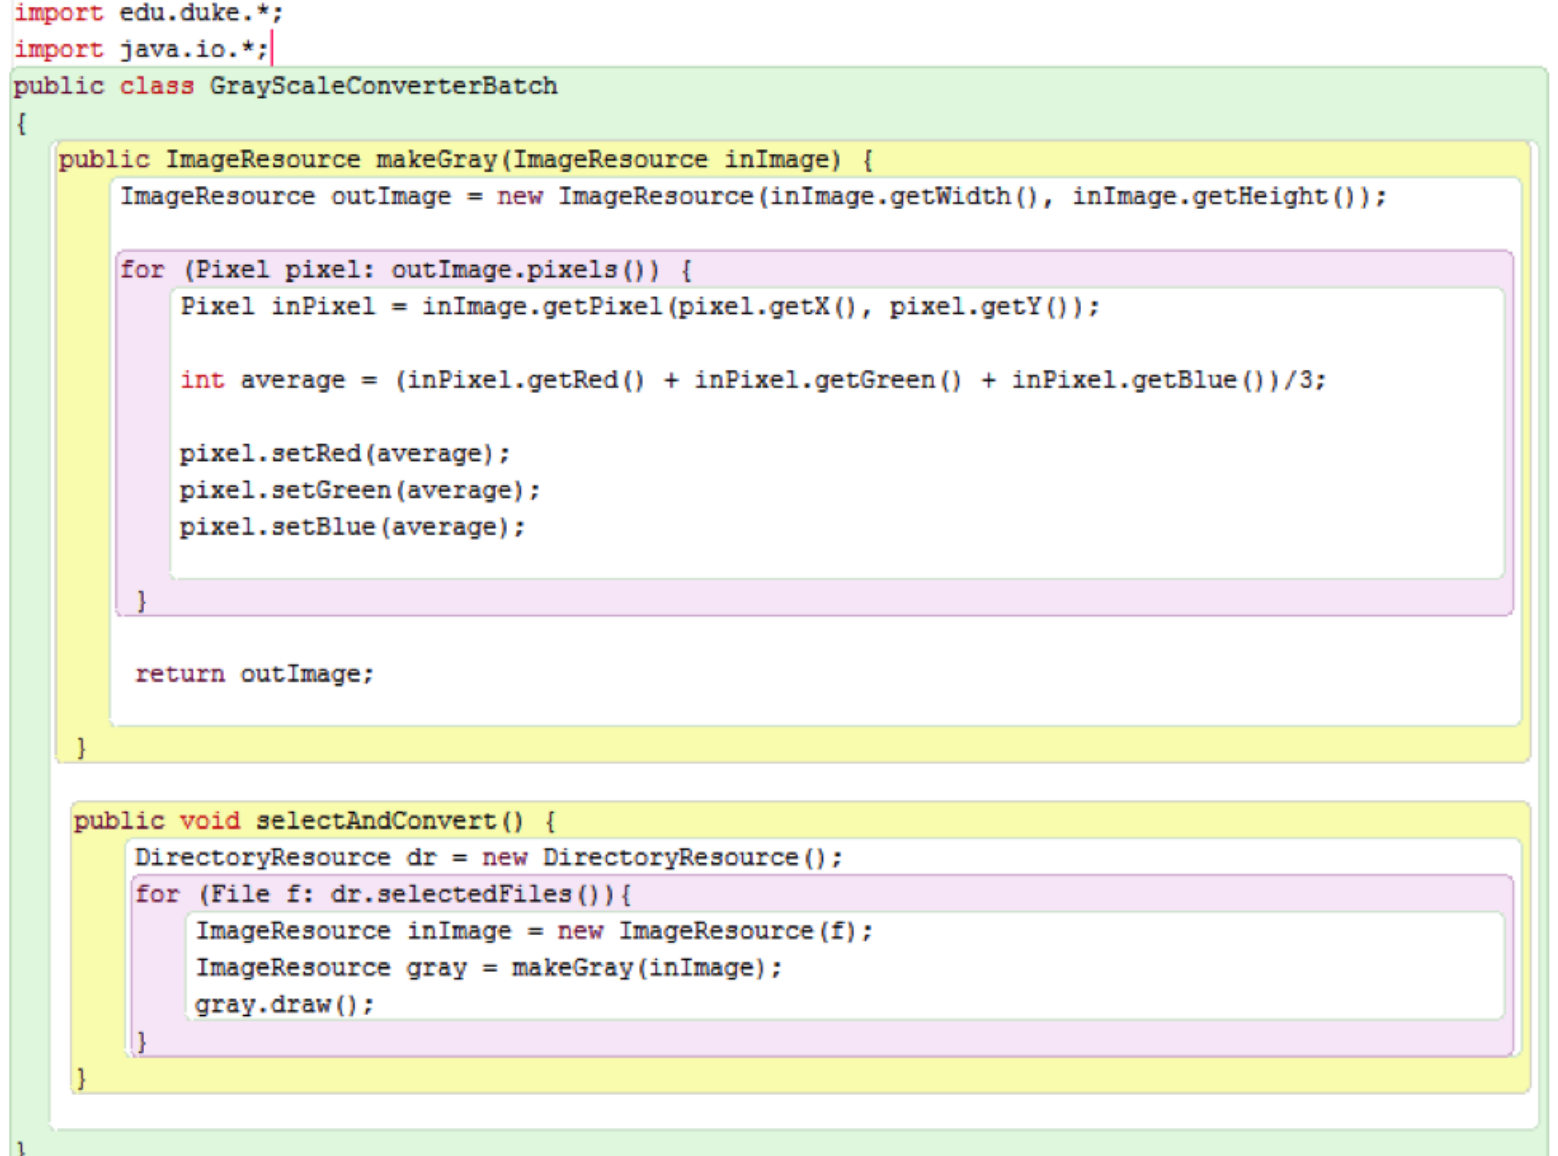 import edu.duke.*;
import java.io.*;
public class GrayScaleConverterBatch
{
public ImageResource makeGray(ImageResource inImage) {
ImageResource outImage = new ImageResource(inImage.getWidth(), inImage.getHeight());
for (Pixel pixel: outImage.pixels()) {
Pixel inPixel = inImage.getPixel(pixel.getX(), pixel.getY());
int average = (inPixel.getRed() + inPixel.getGreen() + inPixel.getBlue())/3;
pixel.setRed(average);
pixel.setGreen(average);
pixel.setBlue(average);
}
return outImage;
}
public void selectAndConvert() {
DirectoryResource dr = new DirectoryResource();
for (File f: dr.selectedFiles()){
ImageResource inImage = new ImageResource(f);
ImageResource gray = makeGray(inImage);
gray.draw();
}
}
}